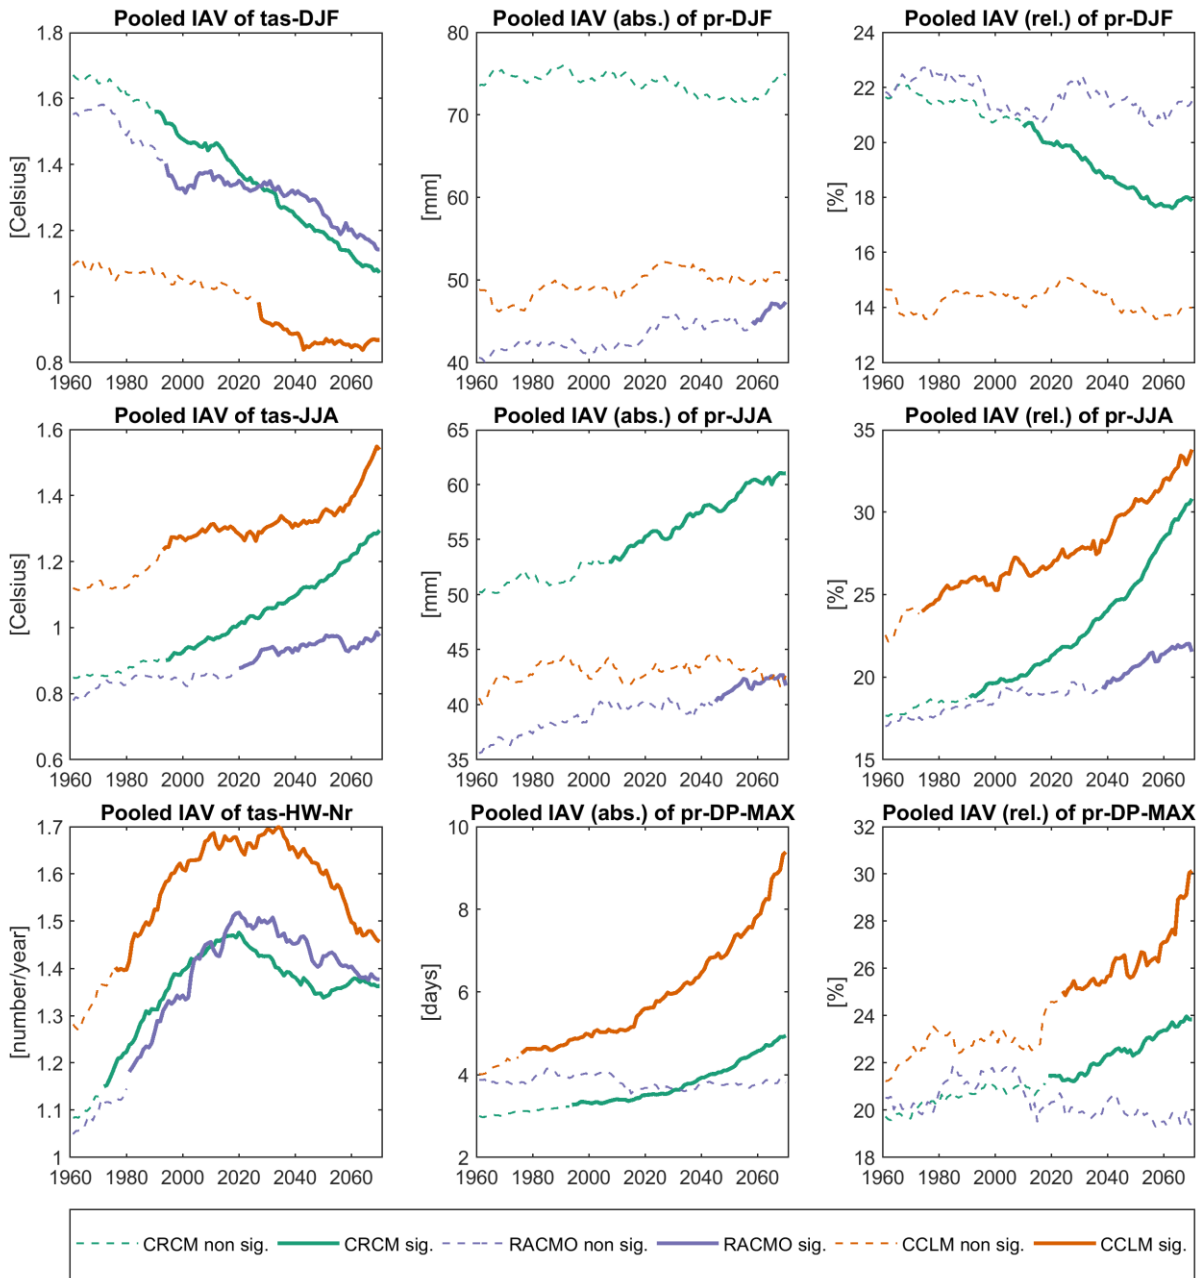 Pooled IAV of tas-DJF
Pooled IAV (abs.) of pr-DJF
Pooled IAV (rel.) of pr-DJF
[Celsius]
1.8
1.6
1.4
1.2
1
0.8
1960 1980 2000 2020 2040 2060
[mm]
80
70
60
50
40
1960 1980 2000 2020 2040 2060
[%]
24
22
20
18
16
14
12
1960 1980 2000 2020 2040 2060
Pooled IAV of tas-JJA
Pooled IAV (abs.) of pr-JJA
Pooled IAV (rel.) of pr-JJA
[Celsius]
1.6
1.4
1.2
1
0.8
0.6
1960 1980 2000 2020 2040 2060
[mm]
65
60
55
50
45
40
35
1960 1980 2000 2020 2040 2060
[%]
35
30
25
20
15
1960 1980 2000 2020 2040 2060
Pooled IAV of tas-HW-Nr
Pooled IAV (abs.) of pr-DP-MAX
Pooled IAV (rel.) of pr-DP-MAX
[number/year]
1.7
1.6
1.5
1.4
1.3
1.2
1.1
1
1960 1980 2000 2020 2040 2060
[days]
10
8
6
4
2
1960 1980 2000 2020 2040 2060
[%]
32
30
28
26
24
22
20
18
1960 1980 2000 2020 2040 2060
CRCM non sig. CRCM sig. RACMO non sig. RACMO sig. CCLM non sig. CCLM sig.